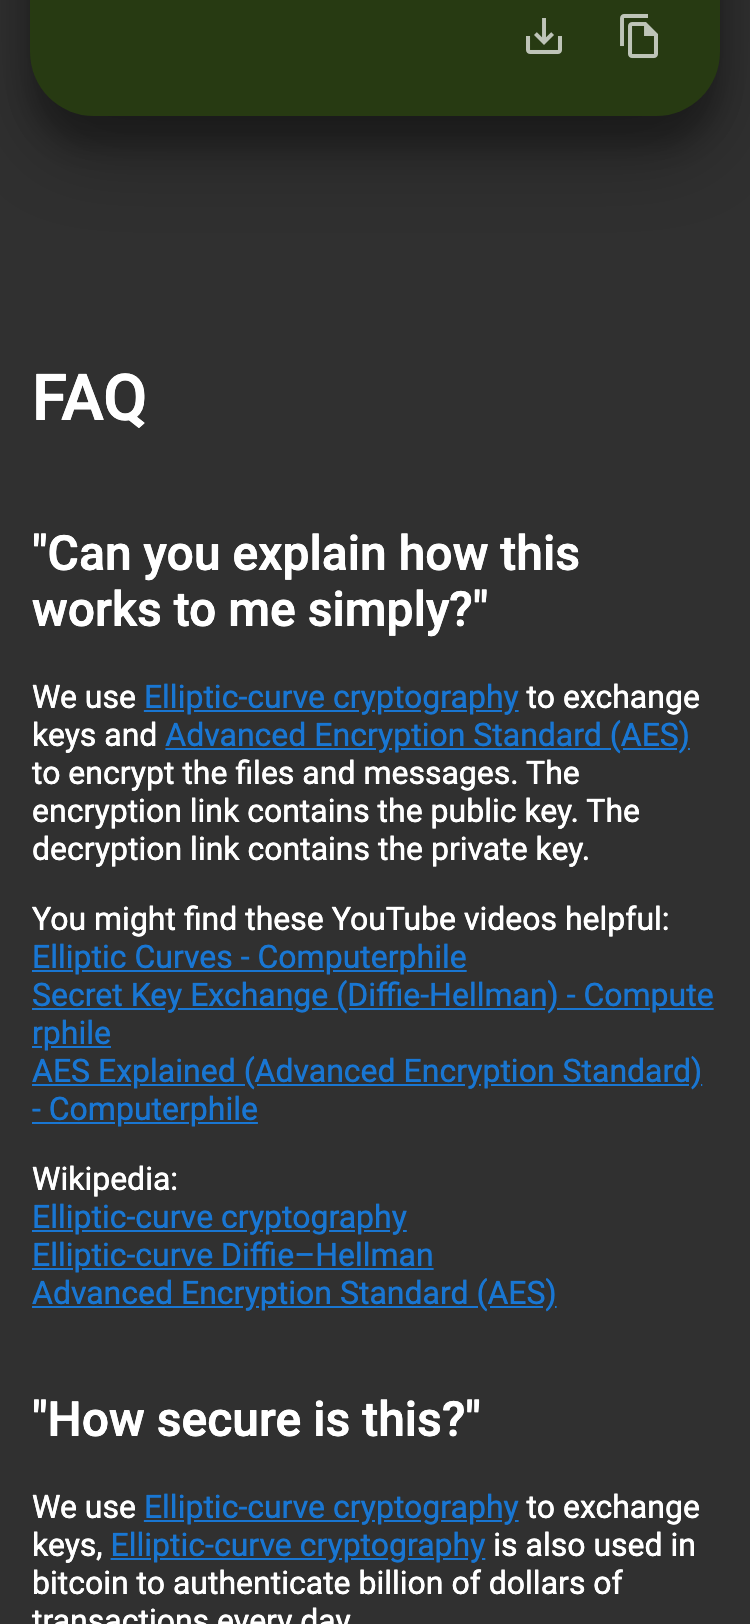 FAQ
"Can you explain how this
works to me simply?"
We use Elliptic-curve cryptography to exchange
keys and Advanced Encryption Standard (AES)
to encrypt the files and messages. The
encryption link contains the public key. The
decryption link contains the private key.
You might find these YouTube videos helpful:
Elliptic Curves - Computerphile
Secret Key Exchange (Diffie-Hellman) - Compute
rphile
AES Explained (Advanced Encryption Standard)
- Computerphile
Wikipedia:
Elliptic-curve cryptography
Elliptic-curve Diffie–Hellman
Advanced Encryption Standard (AES)
"How secure is this?"
We use Elliptic-curve cryptography to exchange
keys, Elliptic-curve cryptography is also used in
bitcoin to authenticate billion of dollars of
transactions every day